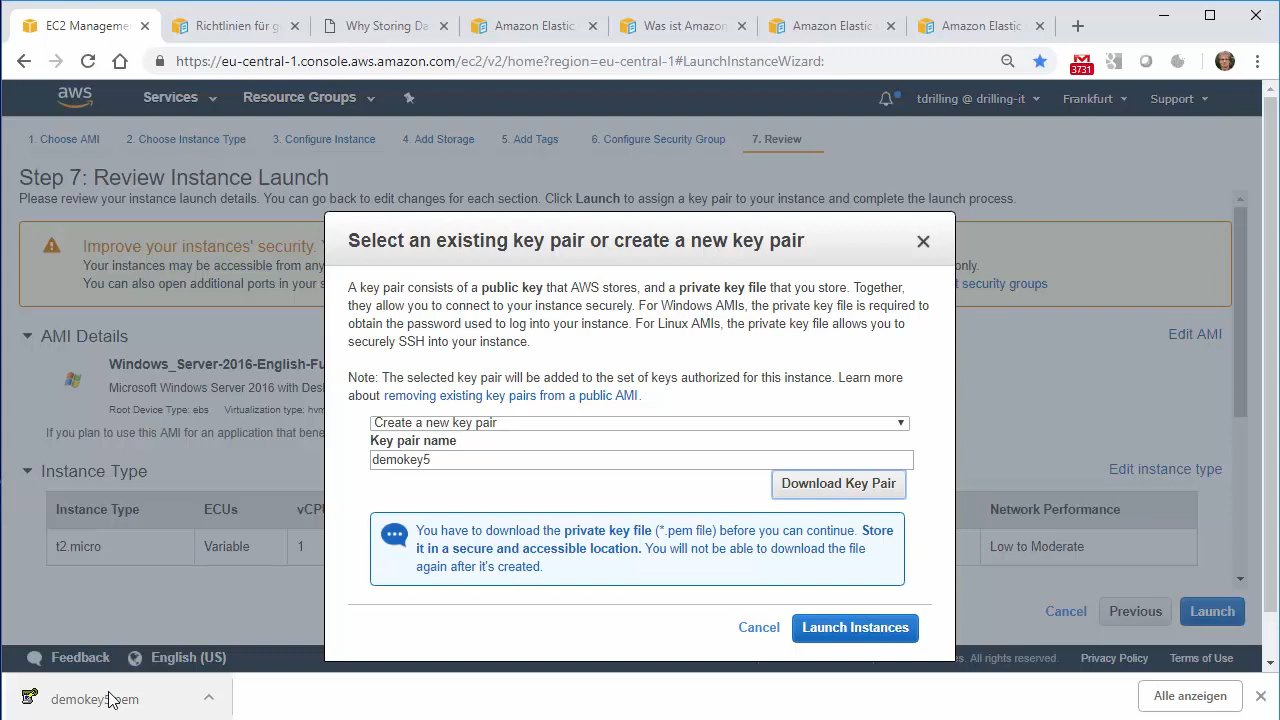 EC2 Manageme
Richtlinien für g
Why Storing Da
Amazon Elastic
Was ist Amazon
Amazon Elastic
Amazon Elastic
https://eu-central-1.console.aws.amazon.com/ec2/v2/home?region=eu-central-1#LaunchInstanceWizard:
3731
aws
Services
Resource Groups
tdrilling @ drilling-it
Frankfurt
Support
1. Choose AMI
2. Choose Instance Type
3. Configure Instance
4. Add Storage
5. Add Tags
6. Configure Security Group
7. Review
Step 7: Review Instance Launch
Please review your instance launch details. You can go back to edit changes for each section. Click Launch to assign a key pair to your instance and complete the launch process.
Improve your instances' security.
Your instances may be accessible from any
only.
You can also open additional ports in your s
t security groups
AMI Details
Edit AMI
Windows_Server-2016-English-Fu
Microsoft Windows Server 2016 with Desk
Root Device Type: ebs Virtualization type: hvm
If you plan to use this AMI for an application that bene
Instance Type
Edit instance type
Instance Type
ECUs
vCP
Network Performance
t2.micro
Variable
1
Low to Moderate
Select an existing key pair or create a new key pair
A key pair consists of a public key that AWS stores, and a private key file that you store. Together,
they allow you to connect to your instance securely. For Windows AMIs, the private key file is required to
obtain the password used to log into your instance. For Linux AMIs, the private key file allows you to
securely SSH into your instance.
Note: The selected key pair will be added to the set of keys authorized for this instance. Learn more
about removing existing key pairs from a public AMI.
Create a new key pair
Key pair name
demokey5
Download Key Pair
You have to download the private key file (*.pem file) before you can continue. Store
it in a secure and accessible location. You will not be able to download the file
again after it's created.
Cancel
Launch Instances
Cancel
Previous
Launch
Feedback
English (US)
s. All rights reserved.
Privacy Policy
Terms of Use
demokey5.pem
Alle anzeigen